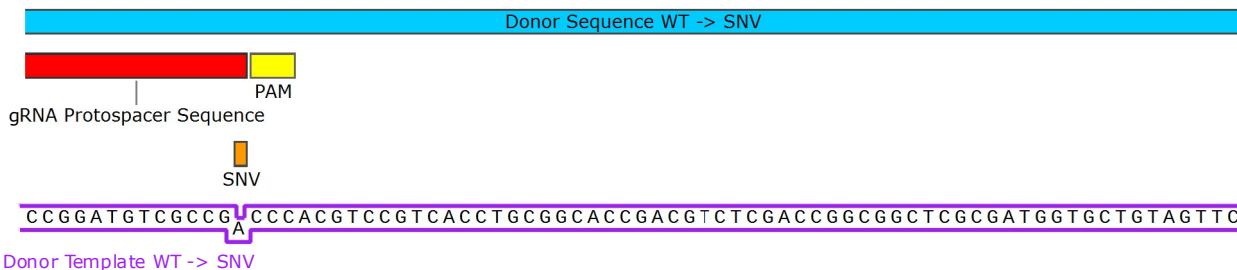 Donor Sequence WT -> SNV
PAM
gRNA Protospacer Sequence
SNV
CCGGATGTCGCCG CCCACGTCCGTCACCTGCGGCACCGACGTCTCGACCGGCGGCTCGCGATGGTGCTGTAGTTC
A
Donor Template WT -> SNV